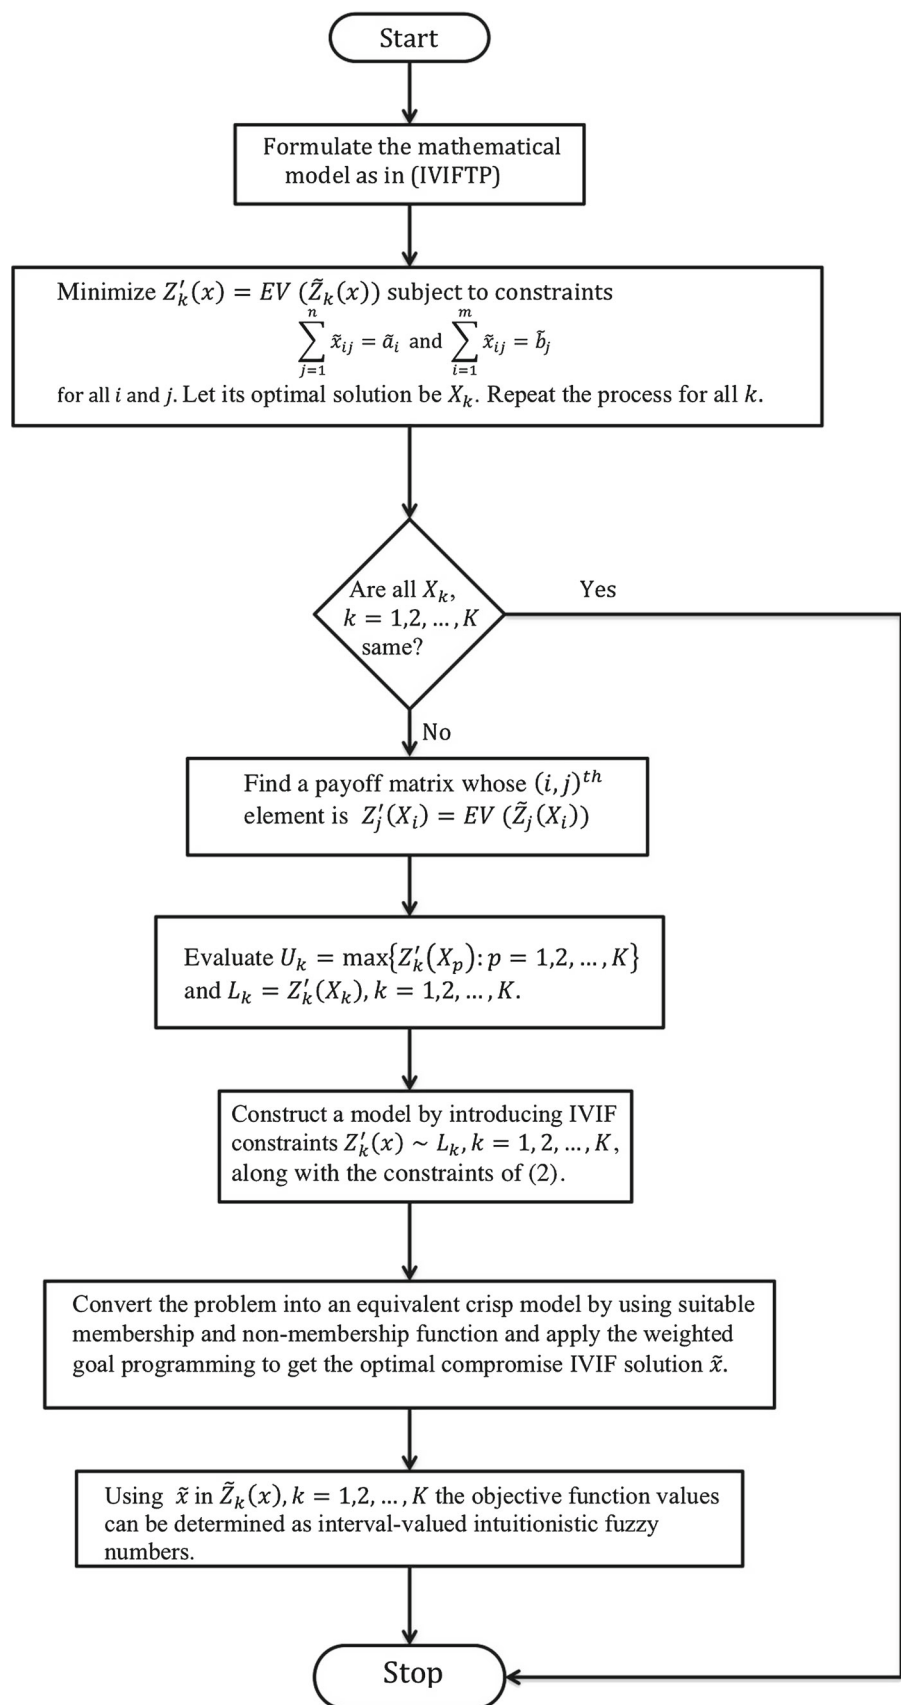 Start
Formulate the mathematical
model as in (IVIFTP)
Minimize Z′ₖ(x) = EV (Z̃ₖ(x)) subject to constraints
∑ⁿⱼ₌₁ x̃ᵢⱼ = ãᵢ and ∑ᵐᵢ₌₁ x̃ᵢⱼ = b̃ⱼ
for all i and j. Let its optimal solution be Xₖ. Repeat the process for all k.
Are all Xₖ,
k = 1,2, … , K
same?
Yes
No
Find a payoff matrix whose (i, j)ᵗʰ
element is Z′ⱼ(Xᵢ) = EV (Z̃ⱼ(Xᵢ))
Evaluate Uₖ = max{Z′ₖ(Xₚ): p = 1,2, … , K}
and Lₖ = Z′ₖ(Xₖ), k = 1,2, … , K.
Construct a model by introducing IVIF
constraints Z′ₖ(x) ~ Lₖ, k = 1, 2, … , K,
along with the constraints of (2).
Convert the problem into an equivalent crisp model by using suitable
membership and non-membership function and apply the weighted
goal programming to get the optimal compromise IVIF solution x̃.
Using x̃ in Z̃ₖ(x), k = 1,2, … , K the objective function values
can be determined as interval-valued intuitionistic fuzzy
numbers.
Stop